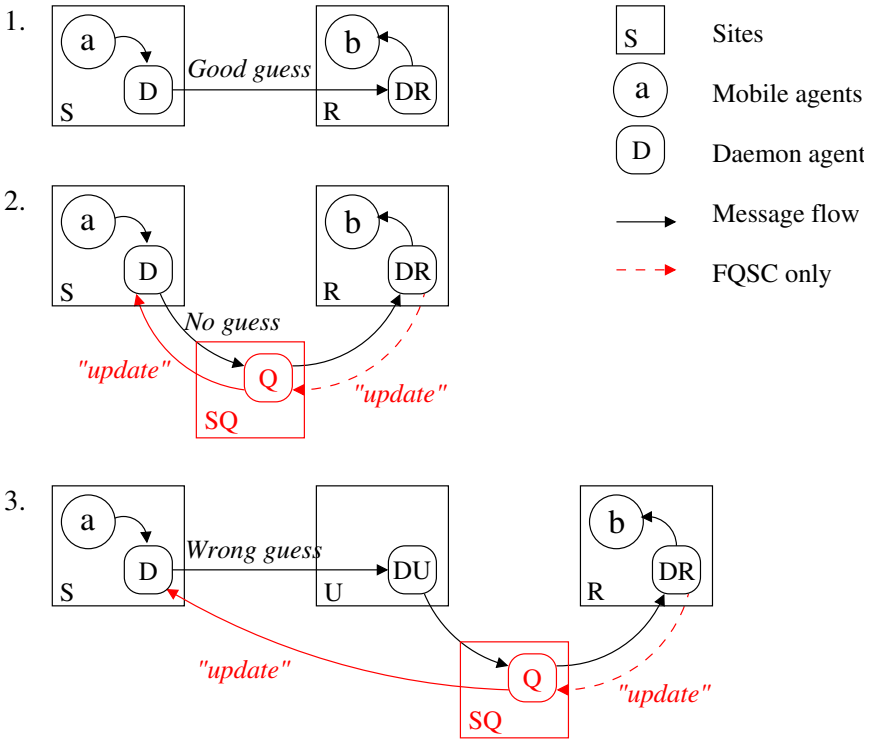 1.
a
D
S
Good guess
b
DR
R
S
Sites
a
Mobile agents
D
Daemon agent
Message flow
FQSC only
2.
a
D
S
No guess
b
DR
R
"update"
Q
SQ
"update"
3.
a
D
S
Wrong guess
DU
U
b
DR
R
"update"
Q
SQ
"update"